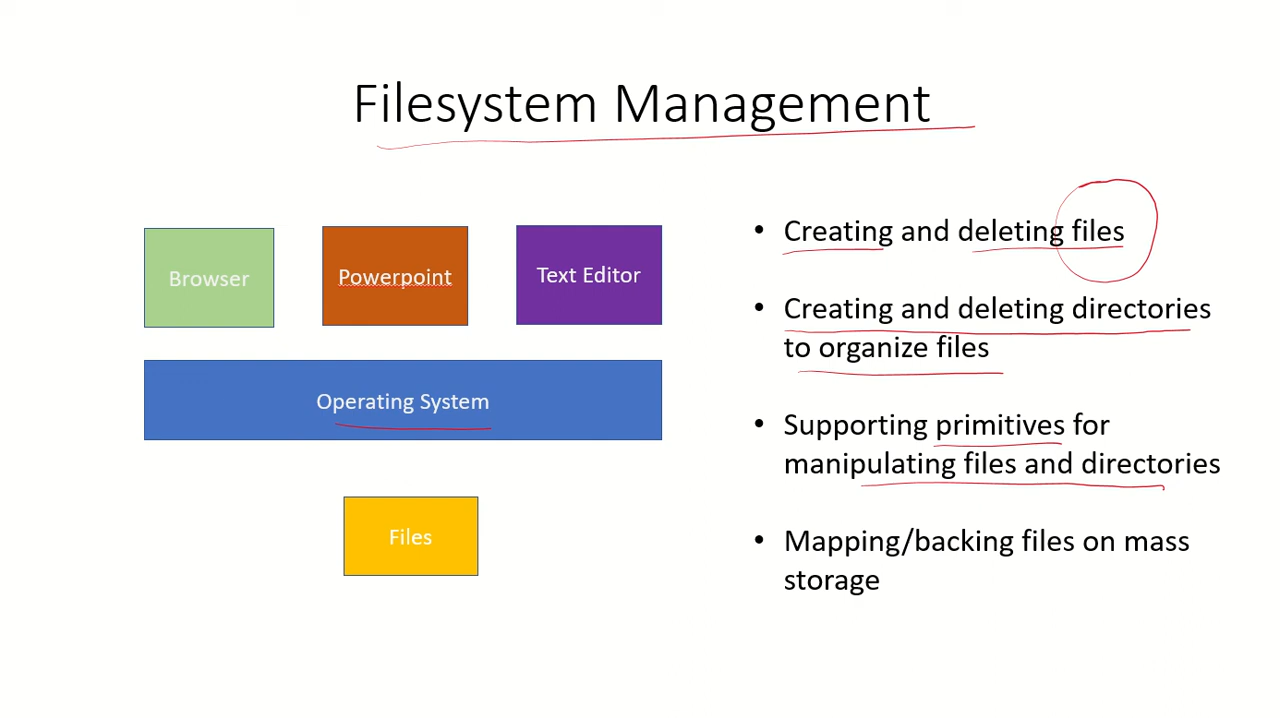 Filesystem Management
Browser
Powerpoint
Text Editor
Operating System
Files
• Creating and deleting files
• Creating and deleting directories
to organize files
• Supporting primitives for
manipulating files and directories
• Mapping/backing files on mass
storage